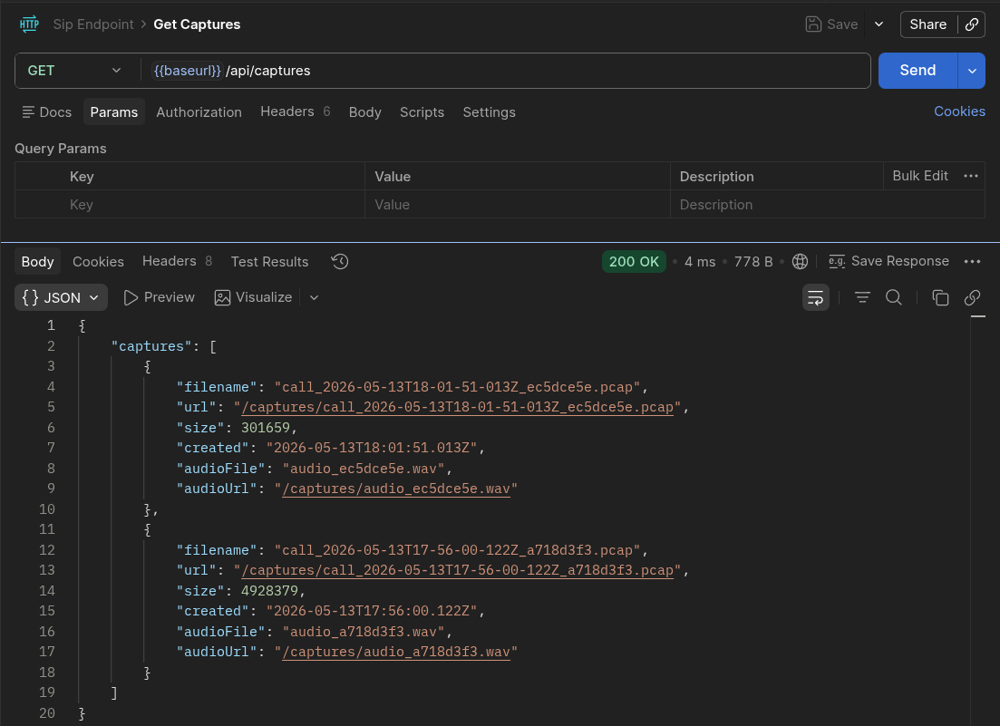 HTTP Sip Endpoint > Get Captures Save Share
GET {{baseurl}} /api/captures Send
Docs Params Authorization Headers 6 Body Scripts Settings Cookies
Query Params
Key Value Description Bulk Edit
Key Value Description
Body Cookies Headers 8 Test Results 200 OK • 4 ms • 778 B • e.g. Save Response
{} JSON Preview Visualize
1 {
2 "captures": [
3 {
4 "filename": "call_2026-05-13T18-01-51-013Z_ec5dce5e.pcap",
5 "url": "/captures/call_2026-05-13T18-01-51-013Z_ec5dce5e.pcap",
6 "size": 301659,
7 "created": "2026-05-13T18:01:51.013Z",
8 "audioFile": "audio_ec5dce5e.wav",
9 "audioUrl": "/captures/audio_ec5dce5e.wav"
10 },
11 {
12 "filename": "call_2026-05-13T17-56-00-122Z_a718d3f3.pcap",
13 "url": "/captures/call_2026-05-13T17-56-00-122Z_a718d3f3.pcap",
14 "size": 4928379,
15 "created": "2026-05-13T17:56:00.122Z",
16 "audioFile": "audio_a718d3f3.wav",
17 "audioUrl": "/captures/audio_a718d3f3.wav"
18 }
19 ]
20 }